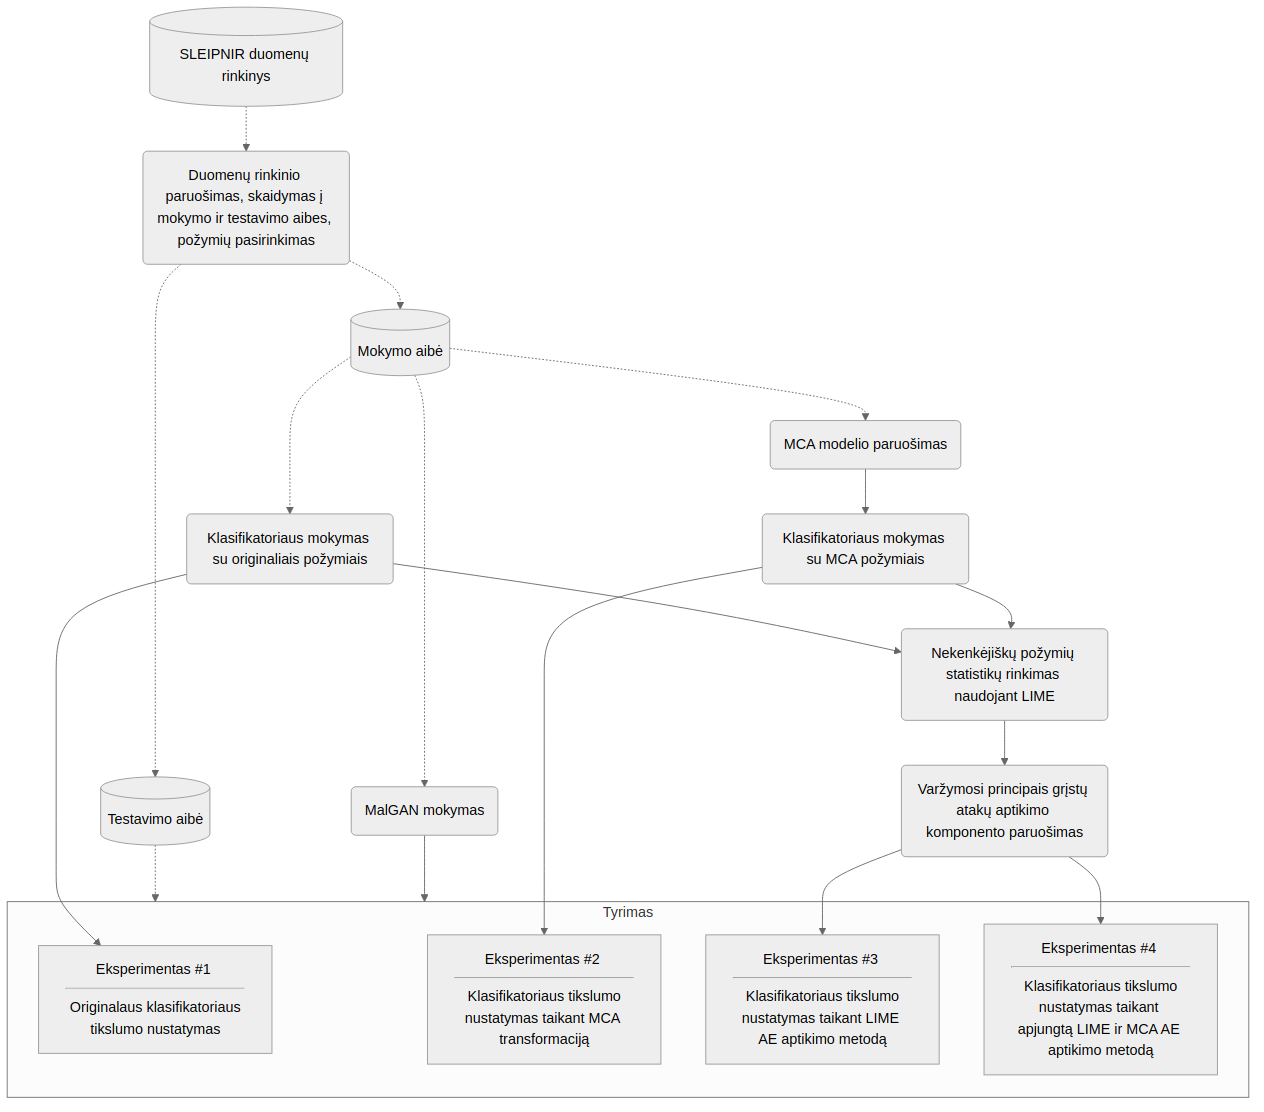 SLEIPNIR duomenų
rinkinys
Duomenų rinkinio
paruošimas, skaidymas į
mokymo ir testavimo aibes,
požymių pasirinkimas
Mokymo aibė
MCA modelio paruošimas
Klasifikatoriaus mokymas
su originaliais požymiais
Klasifikatoriaus mokymas
su MCA požymiais
Nekenkėjiškų požymių
statistikų rinkimas
naudojant LIME
Varžymosi principais grįstų
atakų aptikimo
komponento paruošimas
Testavimo aibė
MalGAN mokymas
Tyrimas
Eksperimentas #1
Originalaus klasifikatoriaus
tikslumo nustatymas
Eksperimentas #2
Klasifikatoriaus tikslumo
nustatymas taikant MCA
transformaciją
Eksperimentas #3
Klasifikatoriaus tikslumo
nustatymas taikant LIME
AE aptikimo metodą
Eksperimentas #4
Klasifikatoriaus tikslumo
nustatymas taikant
apjungtą LIME ir MCA AE
aptikimo metodą